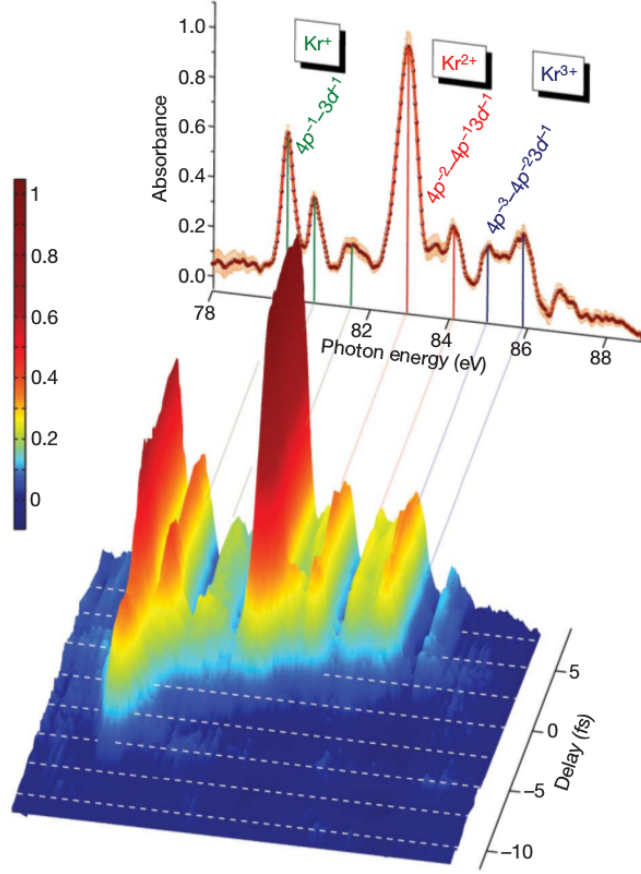 1.0
0.8
0.6
0.4
0.2
0.0
Absorbance
Kr⁺
Kr²⁺
Kr³⁺
4p⁻¹–3d⁻¹
4p⁻²–4p⁻¹3d⁻¹
4p⁻³–4p⁻²3d⁻¹
78
82
84
86
88
Photon energy (eV)
1
0.8
0.6
0.4
0.2
0
5
0
−5
−10
Delay (fs)